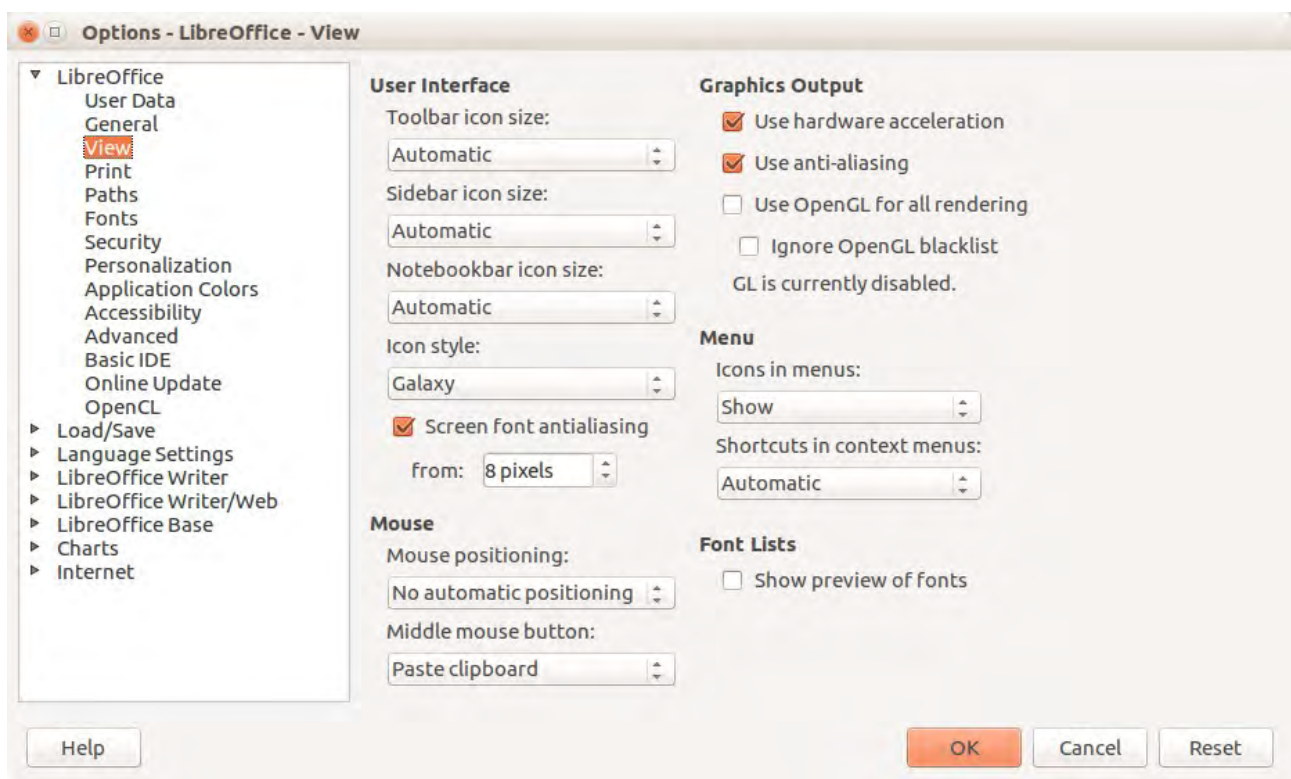 Options - LibreOffice - View
LibreOffice
User Data
General
View
Print
Paths
Fonts
Security
Personalization
Application Colors
Accessibility
Advanced
Basic IDE
Online Update
OpenCL
Load/Save
Language Settings
LibreOffice Writer
LibreOffice Writer/Web
LibreOffice Base
Charts
Internet
User Interface
Toolbar icon size:
Automatic
Sidebar icon size:
Automatic
Notebookbar icon size:
Automatic
Icon style:
Galaxy
Screen font antialiasing
from: 8 pixels
Mouse
Mouse positioning:
No automatic positioning
Middle mouse button:
Paste clipboard
Graphics Output
Use hardware acceleration
Use anti-aliasing
Use OpenGL for all rendering
Ignore OpenGL blacklist
GL is currently disabled.
Menu
Icons in menus:
Show
Shortcuts in context menus:
Automatic
Font Lists
Show preview of fonts
Help
OK
Cancel
Reset